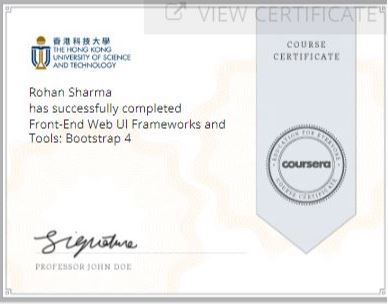 VIEW CERTIFICATE
香港科技大學
THE HONG KONG
UNIVERSITY OF SCIENCE
AND TECHNOLOGY
COURSE
CERTIFICATE
Rohan Sharma
has successfully completed
Front-End Web UI Frameworks and
Tools: Bootstrap 4
EDUCATION FOR EVERYONE
coursera
COURSE CERTIFICATE
Signature
PROFESSOR JOHN DOE